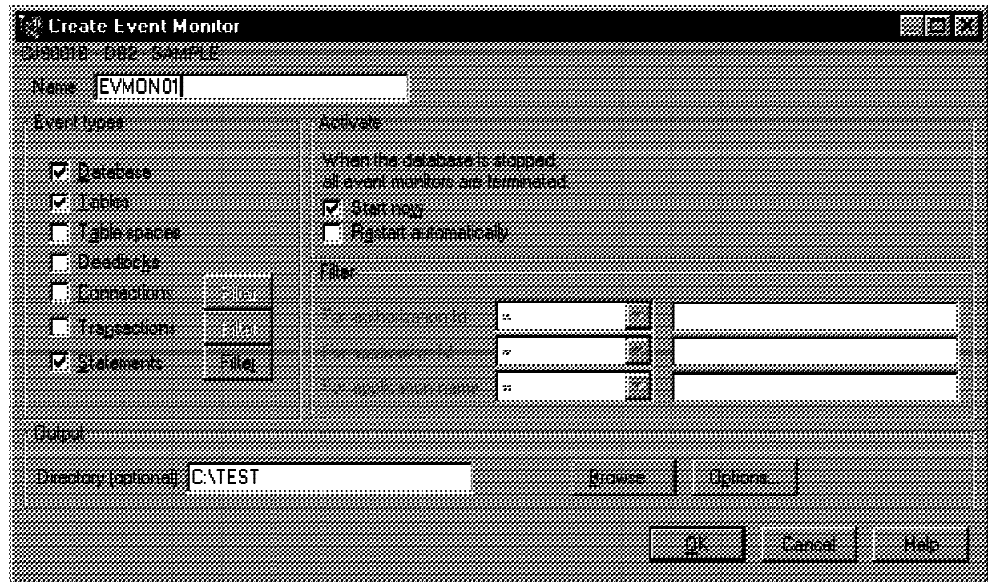 Create Event Monitor
DB2 - SAMPLE
Name EVMON01
Event types
Database
Tables
Table spaces
Deadlocks
Connections
Transactions
Statements Filter
Activate
When the database is stopped
all event monitors are terminated.
Start now
Restart automatically
Filter
=
=
=
Output
Directory (optional) C:\TEST Browse... Options...
OK Cancel Help